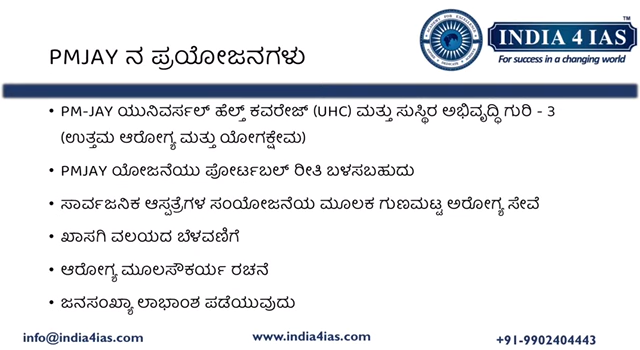 PMJAY ನ ಪ್ರಯೋಜನಗಳು
INDIA 4 IAS
For success in a changing world
• PM-JAY ಯುನಿವರ್ಸಲ್ ಹೆಲ್ತ್ ಕವರೇಜ್ (UHC) ಮತ್ತು ಸುಸ್ಥಿರ ಅಭಿವೃದ್ಧಿ ಗುರಿ - 3
(ಉತ್ತಮ ಆರೋಗ್ಯ ಮತ್ತು ಯೋಗಕ್ಷೇಮ)
• PMJAY ಯೋಜನೆಯು ಪೋರ್ಟಬಲ್ ರೀತಿ ಬಳಸಬಹುದು
• ಸಾರ್ವಜನಿಕ ಆಸ್ಪತ್ರೆಗಳ ಸಂಯೋಜನೆಯ ಮೂಲಕ ಗುಣಮಟ್ಟ ಅರೋಗ್ಯ ಸೇವೆ
• ಖಾಸಗಿ ವಲಯದ ಬೆಳವಣಿಗೆ
• ಆರೋಗ್ಯ ಮೂಲಸೌಕರ್ಯ ರಚನೆ
• ಜನಸಂಖ್ಯಾ ಲಾಭಾಂಶ ಪಡೆಯುವುದು
info@india4ias.com
www.india4ias.com
+91-9902404443